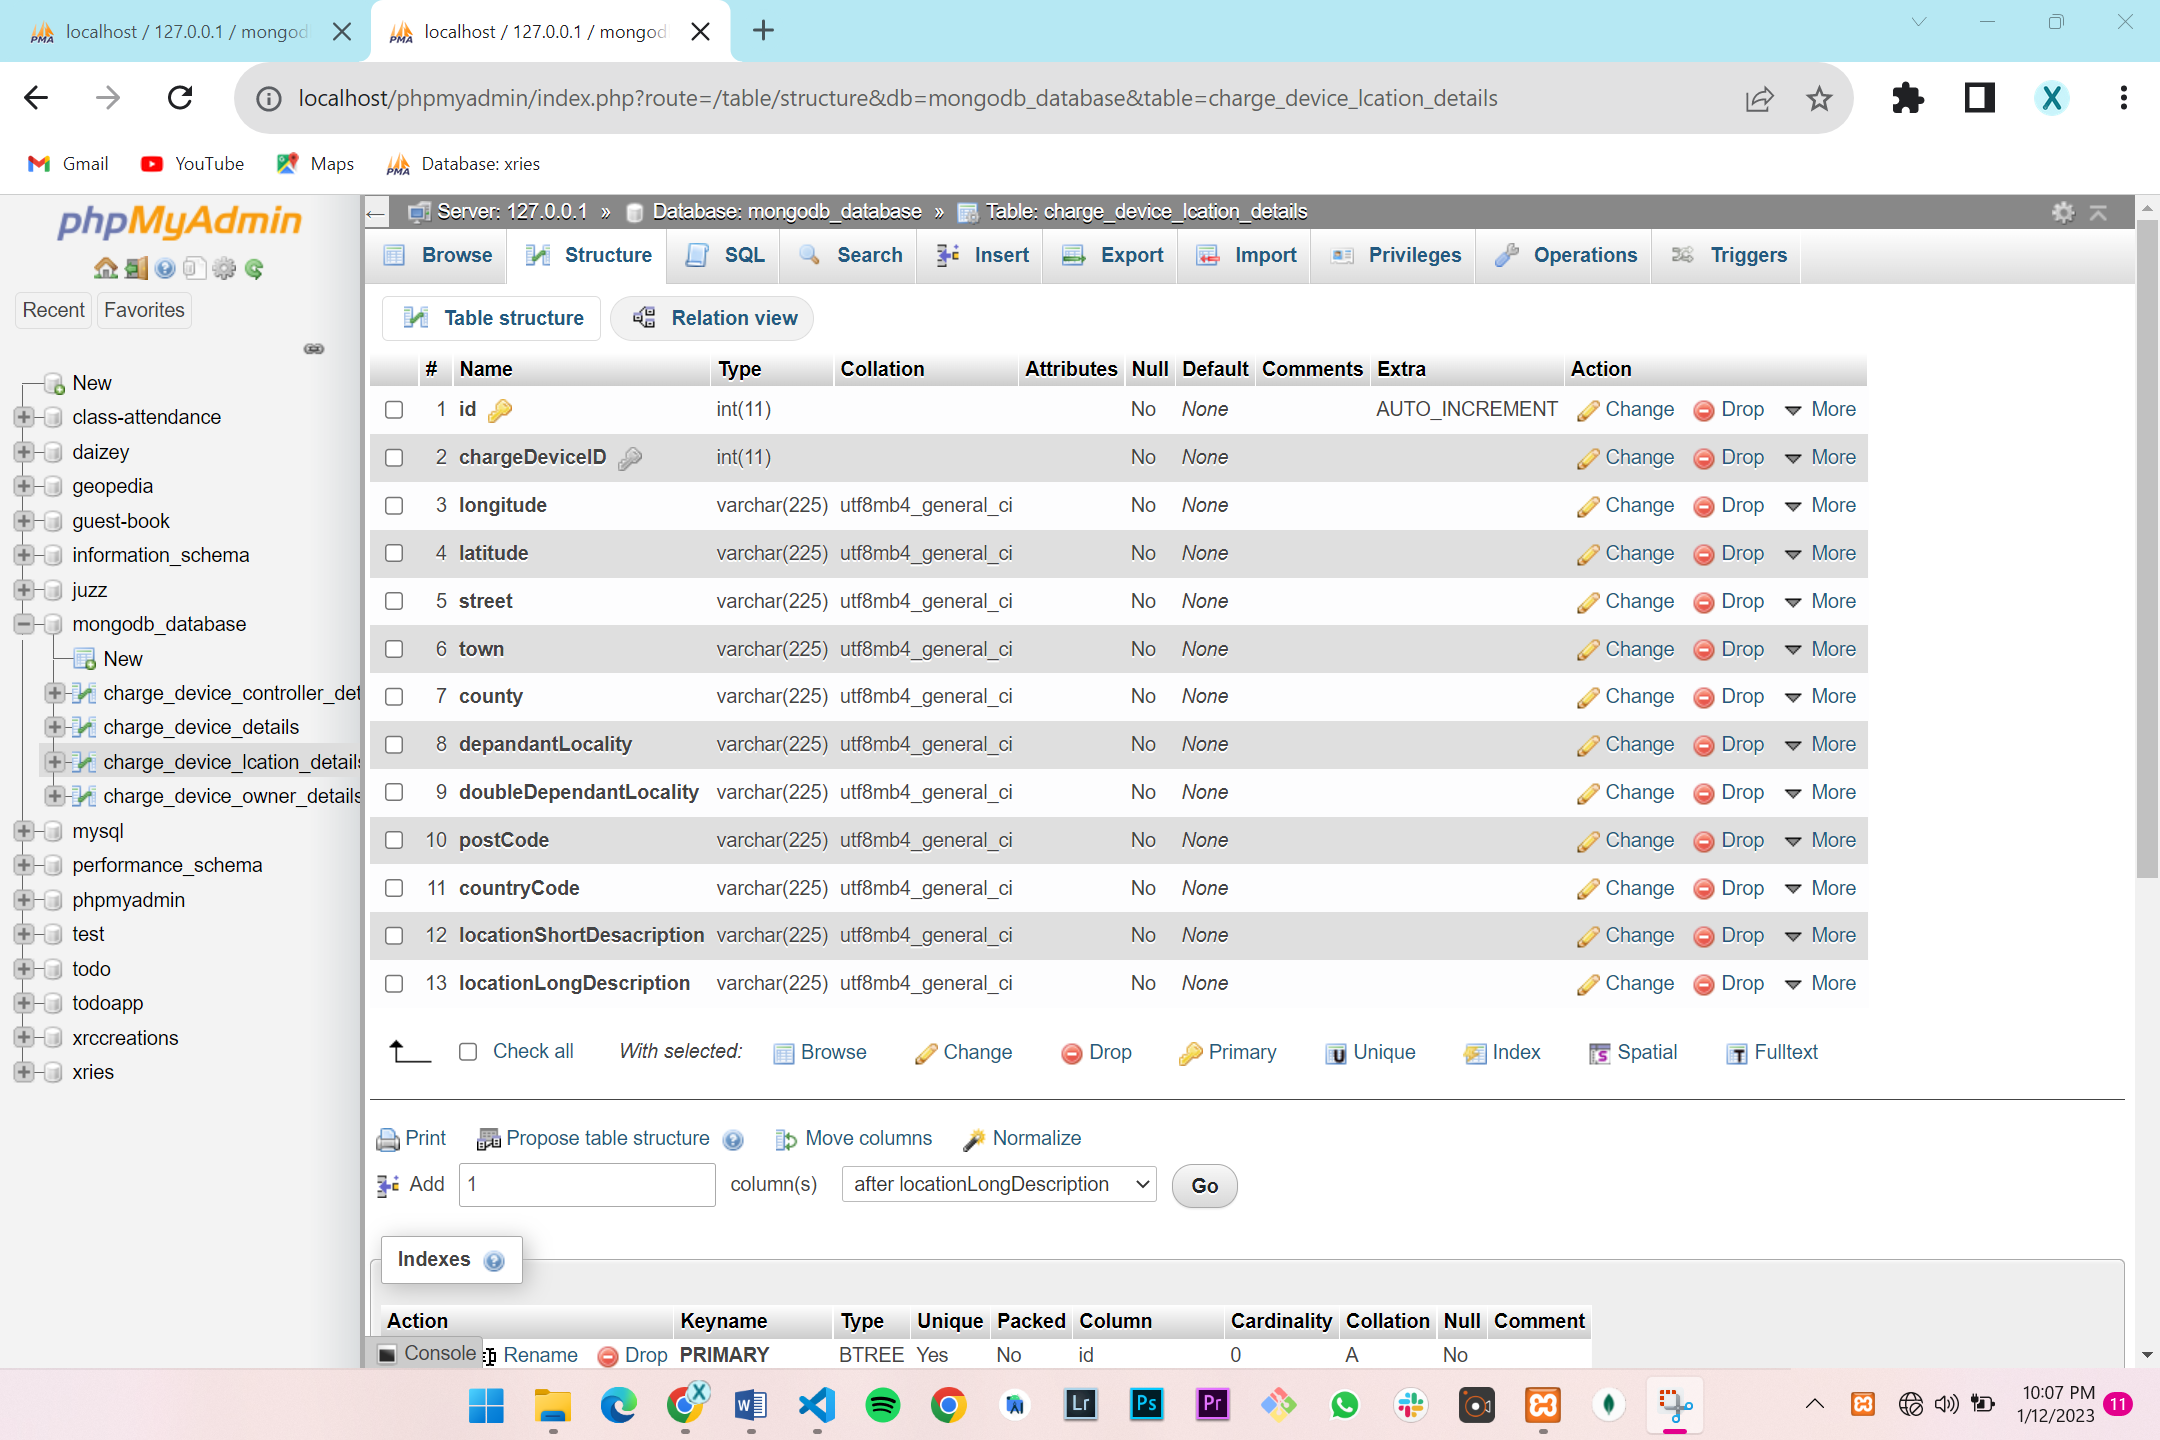 localhost / 127.0.0.1 / mongod
localhost / 127.0.0.1 / mongod
localhost/phpmyadmin/index.php?route=/table/structure&db=mongodb_database&table=charge_device_lcation_details
X
Gmail YouTube Maps PMA Database: xries
phpMyAdmin
Recent Favorites
New
class-attendance
daizey
geopedia
guest-book
information_schema
juzz
mongodb_database
New
charge_device_controller_det
charge_device_details
charge_device_lcation_details
charge_device_owner_details
mysql
performance_schema
phpmyadmin
test
todo
todoapp
xrccreations
xries
Server: 127.0.0.1 » Database: mongodb_database » Table: charge_device_lcation_details
Browse Structure SQL Search Insert Export Import Privileges Operations Triggers
Table structure Relation view
# Name Type Collation Attributes Null Default Comments Extra Action
1 id int(11) No None AUTO_INCREMENT Change Drop More
2 chargeDeviceID int(11) No None Change Drop More
3 longitude varchar(225) utf8mb4_general_ci No None Change Drop More
4 latitude varchar(225) utf8mb4_general_ci No None Change Drop More
5 street varchar(225) utf8mb4_general_ci No None Change Drop More
6 town varchar(225) utf8mb4_general_ci No None Change Drop More
7 county varchar(225) utf8mb4_general_ci No None Change Drop More
8 depandantLocality varchar(225) utf8mb4_general_ci No None Change Drop More
9 doubleDependantLocality varchar(225) utf8mb4_general_ci No None Change Drop More
10 postCode varchar(225) utf8mb4_general_ci No None Change Drop More
11 countryCode varchar(225) utf8mb4_general_ci No None Change Drop More
12 locationShortDesacription varchar(225) utf8mb4_general_ci No None Change Drop More
13 locationLongDescription varchar(225) utf8mb4_general_ci No None Change Drop More
Check all With selected: Browse Change Drop Primary Unique Index Spatial Fulltext
Print Propose table structure Move columns Normalize
Add 1 column(s) after locationLongDescription Go
Indexes
Action Keyname Type Unique Packed Column Cardinality Collation Null Comment
Console Rename Drop PRIMARY BTREE Yes No id 0 A No
Lr Ps Pr
10:07 PM
1/12/2023 11